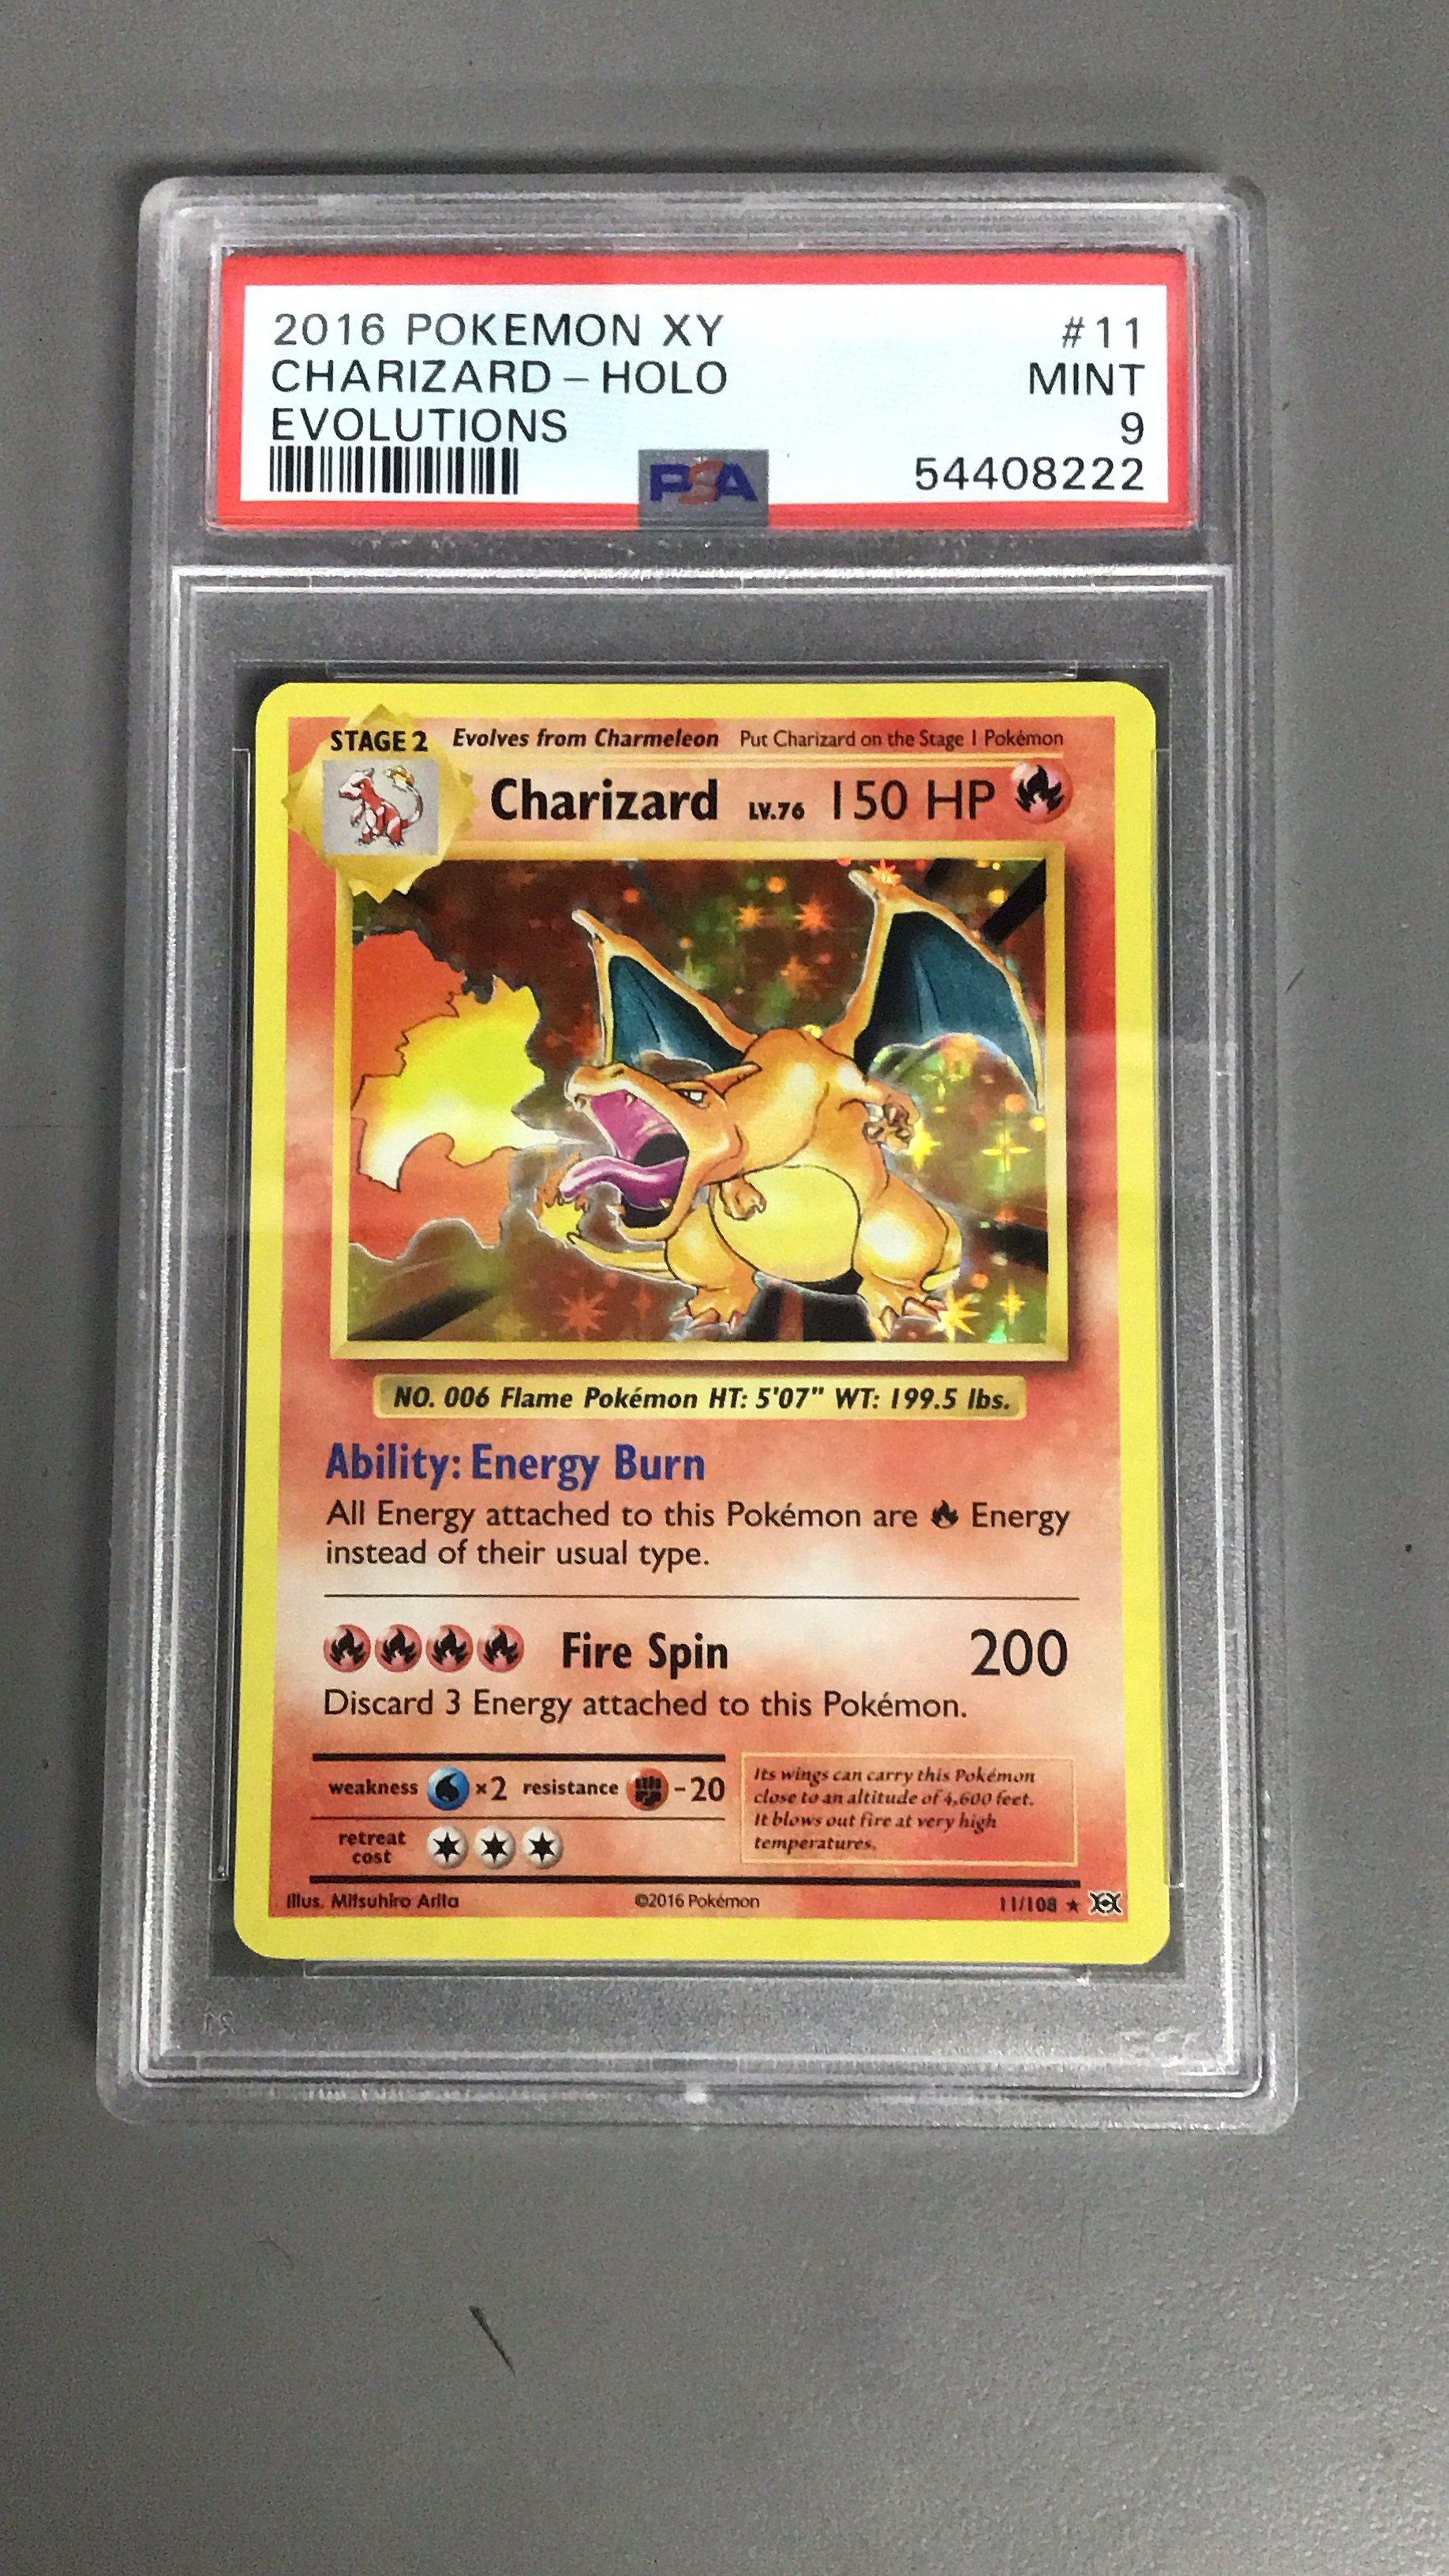 2016 POKEMON XY #11
CHARIZARD – HOLO MINT
EVOLUTIONS 9
PSA 54408222
STAGE 2 Evolves from Charmeleon Put Charizard on the Stage 1 Pokémon
Charizard LV.76 150 HP
NO. 006 Flame Pokémon HT: 5'07" WT: 199.5 lbs.
Ability: Energy Burn
All Energy attached to this Pokémon are Energy
instead of their usual type.
Fire Spin 200
Discard 3 Energy attached to this Pokémon.
weakness ×2 resistance -20
retreat
cost
Its wings can carry this Pokémon
close to an altitude of 4,600 feet.
It blows out fire at very high
temperatures.
Illus. Mitsuhiro Arita ©2016 Pokémon 11/108